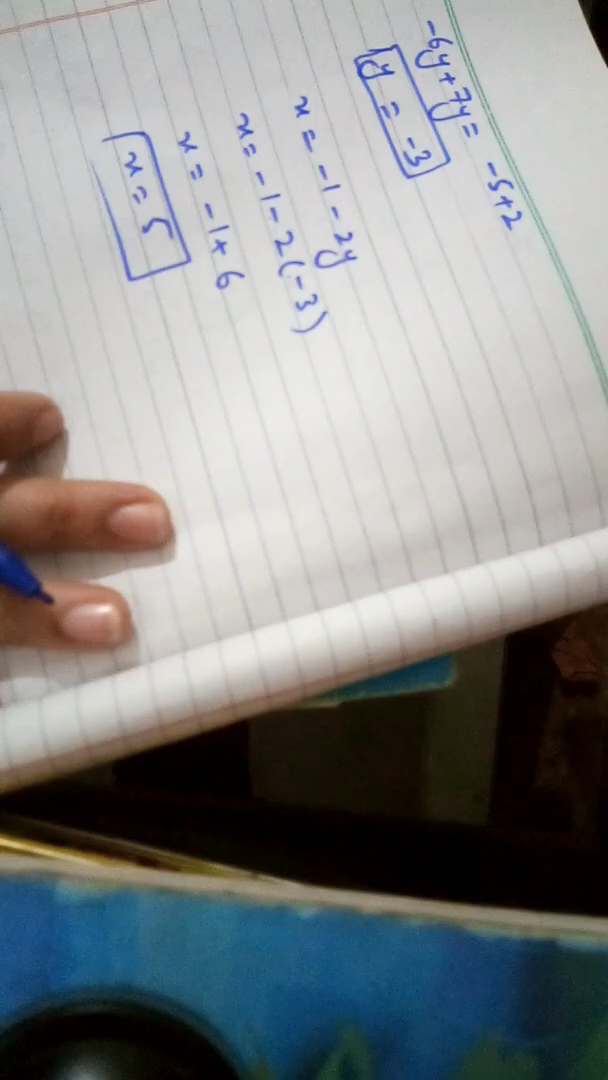 -6y + 7y = -5+2
y = -3
x = -1 - 2y
x = -1 - 2(-3)
x = -1 + 6
x = 5